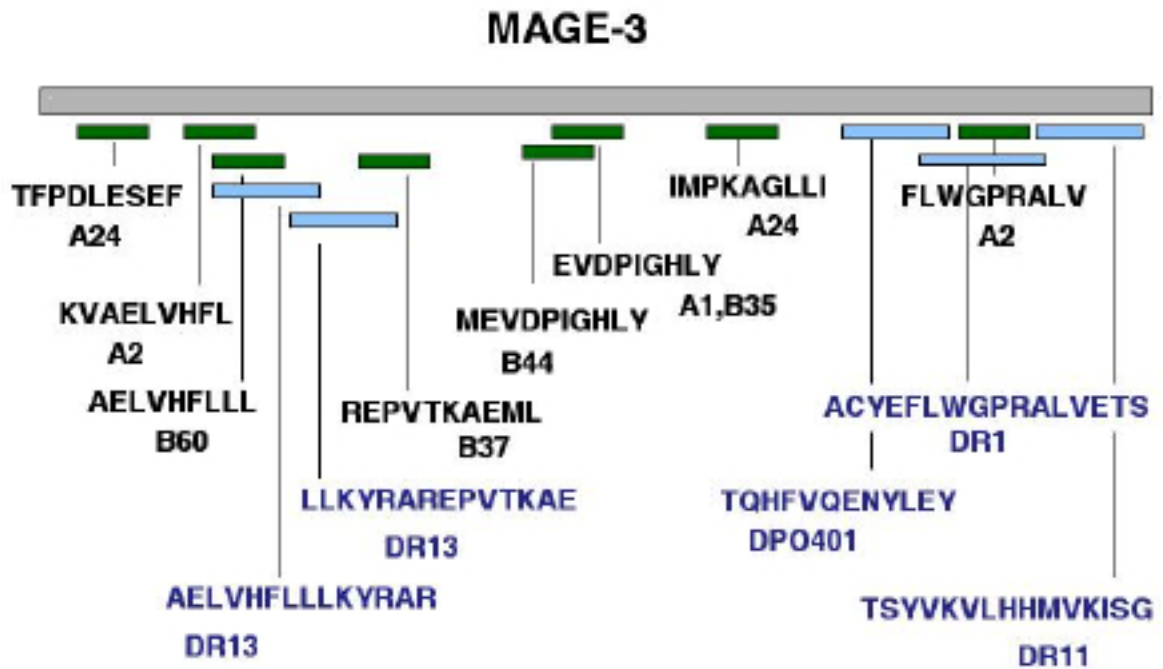 MAGE-3
TFPDLESEF
A24
KVAELVHFL
A2
AELVHFLLL
B60
REPVTKAEML
B37
MEVDPIGHLY
B44
EVDPIGHLY
A1,B35
IMPKAGLLI
A24
FLWGPRALV
A2
ACYEFLWGPRALVETS
DR1
LLKYRAREPVTKAE
DR13
TQHFVQENYLEY
DPO401
AELVHFLLLKYRAR
DR13
TSYVKVLHHMVKISG
DR11